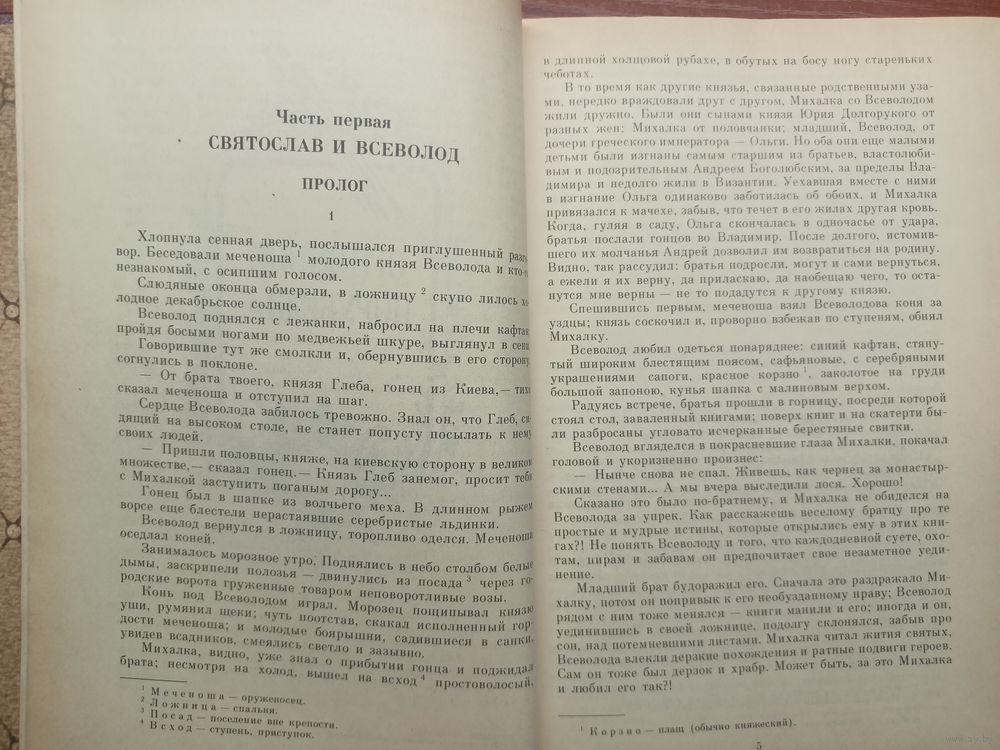 Часть первая
СВЯТОСЛАВ И ВСЕВОЛОД
ПРОЛОГ
1
Хлопнула сенная дверь, послышался приглушенный разго-
вор. Беседовали меченоша ¹ молодого князя Всеволода и кто-т
незнакомый, с осипшим голосом.
Слюдяные оконца обмерзли, в ложницу ² скупо лилось хо-
лодное декабрьское солнце.
Всеволод поднялся с лежанки, набросил на плечи кафтан,
пройдя босыми ногами по медвежьей шкуре, выглянул в сени
Говорившие тут же смолкли и, обернувшись в его сторону,
согнулись в поклоне.
— От брата твоего, князя Глеба, гонец из Киева,— тихо
сказал меченоша и отступил на шаг.
Сердце Всеволода забилось тревожно. Знал он, что Глеб, си-
дящий на высоком столе, не станет попусту посылать к нему
своих людей.
— Пришли половцы, княже, на киевскую сторону в великом
множестве,— сказал гонец.— Князь Глеб занемог, просит тебя
с Михалкой заступить поганым дорогу...
Гонец был в шапке из волчьего меха. В длинном рыжем
ворсе еще блестели нерастаявшие серебристые льдинки.
Всеволод вернулся в ложницу, торопливо оделся. Меченоша
оседлал коней.
Занималось морозное утро. Поднялись в небо столбом белые
дымы, заскрипели полозья — двинулись из посада ³ через го-
родские ворота груженные товаром неповоротливые возы.
Конь под Всеволодом играл. Морозец пощипывал князю
уши, румянил щеки; чуть поотстав, скакал исполненный гор-
дости меченоша; и молодые боярышни, садившиеся в санки,
увидев всадников, смеялись светло и зазывно.
Михалка, видно, уже знал о прибытии гонца и поджидал
брата; несмотря на холод, вышел на всход ⁴ простоволосый,
¹ Меченоша — оруженосец.
² Ложница — спальня.
³ Посад — поселение вне крепости.
⁴ Всход — ступень, приступок.
в длинной холщовой рубахе, в обутых на босу ногу стареньких
чеботах.
В то время как другие князья, связанные родственными уза-
ми, нередко враждовали друг с другом, Михалка со Всеволодом
жили дружно. Были они сынами князя Юрия Долгорукого от
разных жен: Михалка от половчанки; младший, Всеволод, от
дочери греческого императора — Ольги. Но оба они еще малыми
детьми были изгнаны самым старшим из братьев, властолюби-
вым и подозрительным Андреем Боголюбским, за пределы Вла-
димира и недолго жили в Византии. Уехавшая вместе с ними
в изгнание Ольга одинаково заботилась об обоих, и Михалка
привязался к мачехе, забыв, что течет в его жилах другая кровь.
Когда, гуляя в саду, Ольга скончалась в одночасье от удара,
братья послали гонцов во Владимир. После долгого, истомив-
шего их молчанья Андрей дозволил им возвратиться на родину.
Видно, так рассудил: братья подросли, могут и сами вернуться,
а ежели я их верну, да приласкаю, да наобещаю чего, то оста-
нутся мне верны — не то подадутся к другому князю.
Спешившись первым, меченоша взял Всеволодова коня за
уздцы; князь соскочил и, проворно взбежав по ступеням, обнял
Михалку.
Всеволод любил одеться понаряднее: синий кафтан, стяну-
тый широким блестящим поясом, сафьяновые, с серебряными
украшениями сапоги, красное корзно ¹, заколотое на груди
большой запоною, кунья шапка с малиновым верхом.
Радуясь встрече, братья прошли в горницу, посреди которой
стоял стол, заваленный книгами; поверх книг и на скатерти бы-
ли разбросаны угловато исчерканные берестяные свитки.
Всеволод вгляделся в покрасневшие глаза Михалки, покачал
головой и укоризненно произнес:
— Нынче снова не спал. Живешь, как чернец за монастыр-
скими стенами... А мы вчера выследили лося. Хорошо!
Сказано это было по-братнему, и Михалка не обиделся на
Всеволода за упрек. Как расскажешь веселому братцу про те
простые и мудрые истины, которые открылись ему в этих кни-
гах?! Не понять Всеволоду и того, что каждодневной суете, охо-
там, пирам и забавам он предпочитает свое незаметное уеди-
нение.
Младший брат будоражил его. Сначала это раздражало Ми-
халку, потом он попривык к его необузданному нраву; Всеволод
рядом с ним тоже менялся — книги манили и его; иногда и он,
уединившись в своей ложнице, подолгу склонялся, забыв про
сон, над потемневшими листами. Михалка читал жития святых,
Всеволода влекли дерзкие похождения и ратные подвиги героев.
Сам он тоже был дерзок и храбр. Может быть, за это Михалка
и любил его так?!
¹ Корзно — плащ (обычно княжеский).
5